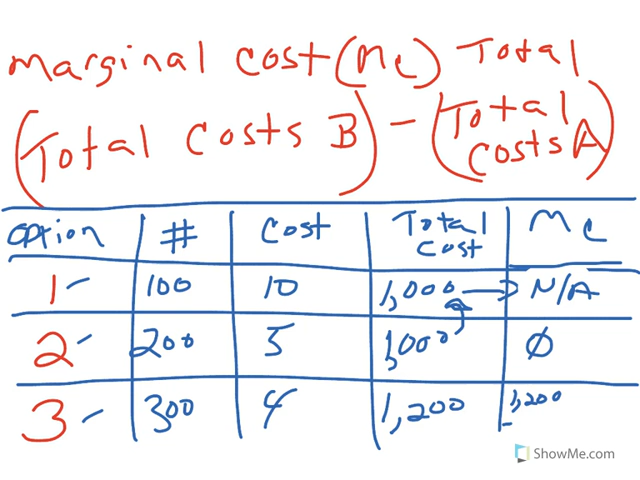 Marginal cost (Mc) Total
(Total Costs B) - (Total Costs A)
option # Cost Total Cost Mc
1 - 100 10 1,000 → N/A
2 - 200 5 1,000 Ø
3 - 300 4 1,200 1,200
-
ShowMe.com